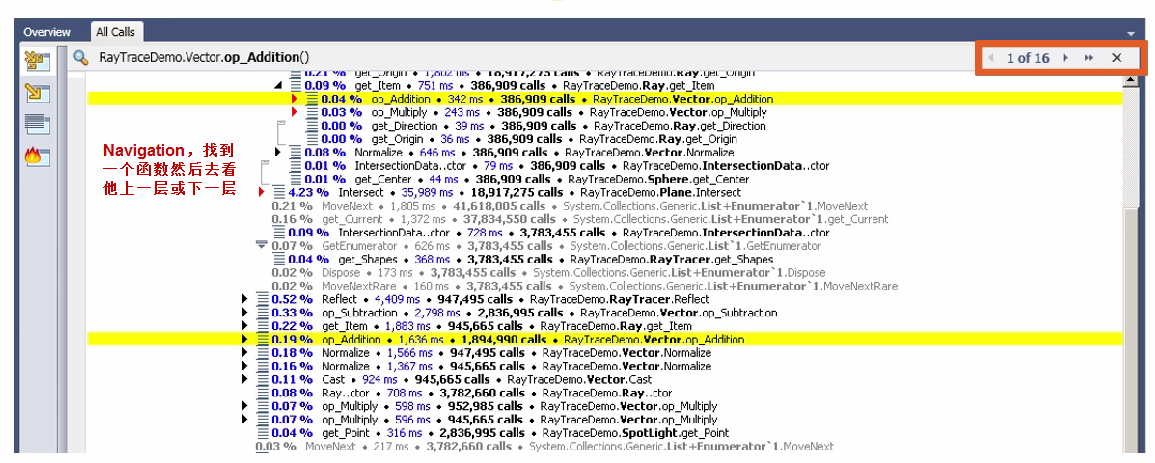 Overview All Calls
RayTraceDemo.Vector.op_Addition() 1 of 16
0.21 % get_Origin • 1,802 ms • 18,917,275 calls • RayTraceDemo.Ray.get_Origin
0.09 % get_Item • 751 ms • 386,909 calls • RayTraceDemo.Ray.get_Item
0.04 % op_Addition • 342 ms • 386,909 calls • RayTraceDemo.Vector.op_Addition
0.03 % op_Multiply • 243 ms • 386,909 calls • RayTraceDemo.Vector.op_Multiply
0.00 % get_Direction • 39 ms • 386,909 calls • RayTraceDemo.Ray.get_Direction
0.00 % get_Origin • 36 ms • 386,909 calls • RayTraceDemo.Ray.get_Origin
0.08 % Normalize • 646 ms • 386,909 calls • RayTraceDemo.Vector.Normalize
0.01 % IntersectionData..ctor • 79 ms • 386,909 calls • RayTraceDemo.IntersectionData..ctor
0.01 % get_Center • 44 ms • 386,909 calls • RayTraceDemo.Sphere.get_Center
Navigation，找到
一个函数然后去看
他上一层或下一层
4.23 % Intersect • 35,989 ms • 18,917,275 calls • RayTraceDemo.Plane.Intersect
0.21 % MoveNext • 1,805 ms • 41,618,005 calls • System.Collections.Generic.List+Enumerator`1.MoveNext
0.16 % get_Current • 1,372 ms • 37,834,550 calls • System.Collections.Generic.List+Enumerator`1.get_Current
0.09 % IntersectionData..ctor • 728 ms • 3,783,455 calls • RayTraceDemo.IntersectionData..ctor
0.07 % GetEnumerator • 626 ms • 3,783,455 calls • System.Collections.Generic.List`1.GetEnumerator
0.04 % get_Shapes • 368 ms • 3,783,455 calls • RayTraceDemo.RayTracer.get_Shapes
0.02 % Dispose • 173 ms • 3,783,455 calls • System.Collections.Generic.List+Enumerator`1.Dispose
0.02 % MoveNextRare • 160 ms • 3,783,455 calls • System.Collections.Generic.List+Enumerator`1.MoveNextRare
0.52 % Reflect • 4,409 ms • 947,495 calls • RayTraceDemo.RayTracer.Reflect
0.33 % op_Subtraction • 2,798 ms • 2,836,995 calls • RayTraceDemo.Vector.op_Subtraction
0.22 % get_Item • 1,883 ms • 945,665 calls • RayTraceDemo.Ray.get_Item
0.19 % op_Addition • 1,636 ms • 1,894,990 calls • RayTraceDemo.Vector.op_Addition
0.18 % Normalize • 1,566 ms • 947,495 calls • RayTraceDemo.Vector.Normalize
0.16 % Normalize • 1,367 ms • 945,665 calls • RayTraceDemo.Vector.Normalize
0.11 % Cast • 924 ms • 945,665 calls • RayTraceDemo.Vector.Cast
0.08 % Ray..ctor • 708 ms • 3,782,660 calls • RayTraceDemo.Ray..ctor
0.07 % op_Multiply • 598 ms • 952,985 calls • RayTraceDemo.Vector.op_Multiply
0.07 % op_Multiply • 596 ms • 945,665 calls • RayTraceDemo.Vector.op_Multiply
0.04 % get_Point • 316 ms • 2,836,995 calls • RayTraceDemo.SpotLight.get_Point
0.03 % MoveNext • 217 ms • 3,782,660 calls • System.Collections.Generic.List+Enumerator`1.MoveNext